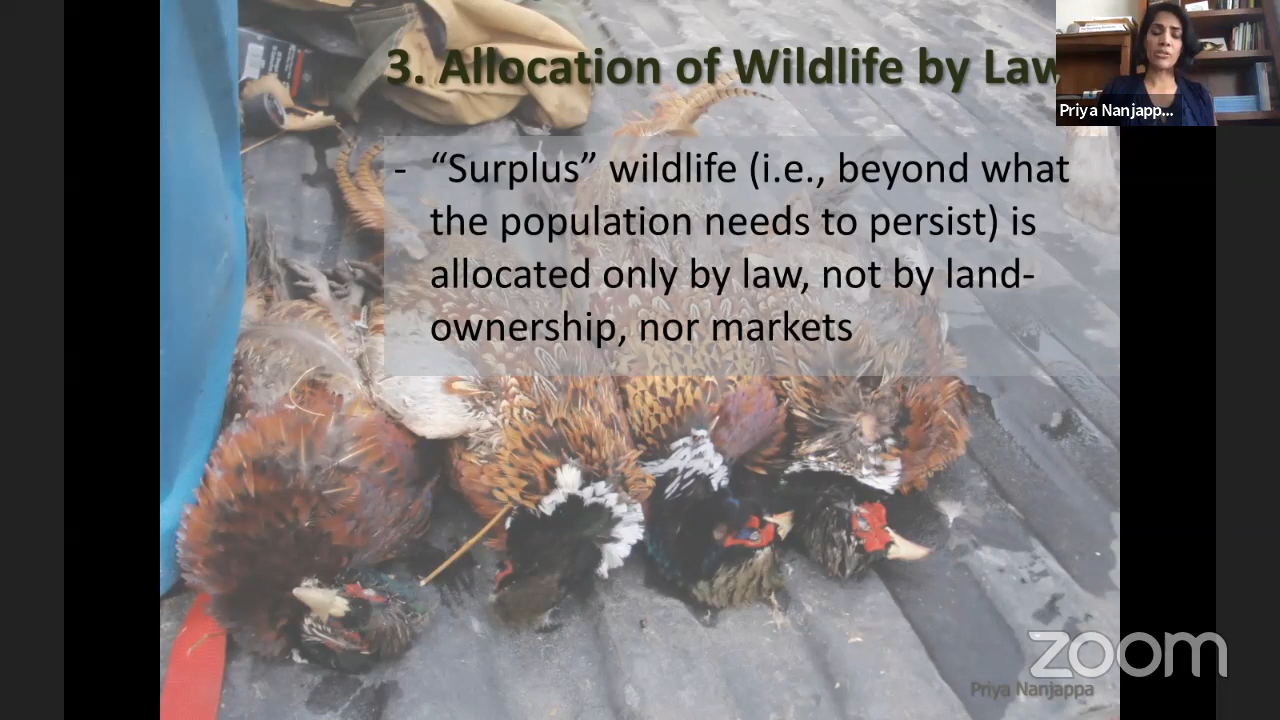 3. Allocation of Wildlife by Law
Priya Nanjapp...
- “Surplus” wildlife (i.e., beyond what
the population needs to persist) is
allocated only by law, not by land-
ownership, nor markets
zoom
Priya Nanjappa